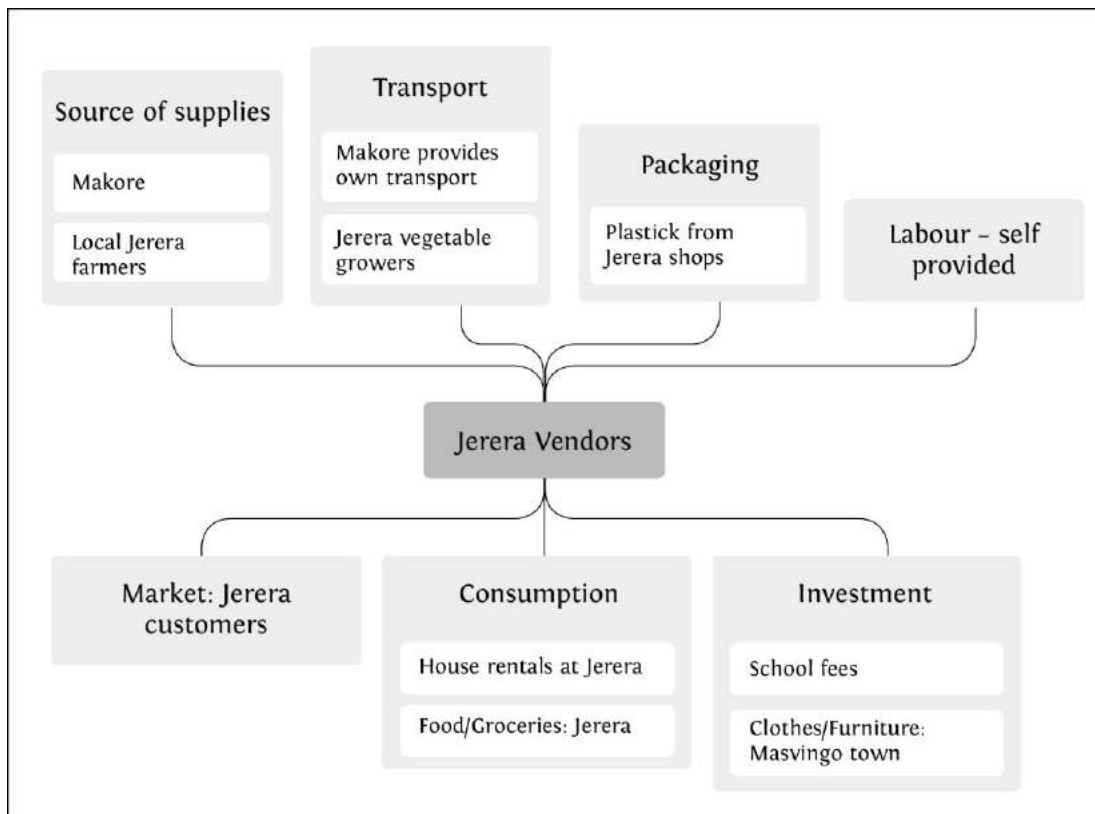 Source of supplies
Makore
Local Jerera
farmers
Transport
Makore provides
own transport
Jerera vegetable
growers
Packaging
Plastick from
Jerera shops
Labour – self
provided
Jerera Vendors
Market: Jerera
customers
Consumption
House rentals at Jerera
Food/Groceries: Jerera
Investment
School fees
Clothes/Furniture:
Masvingo town